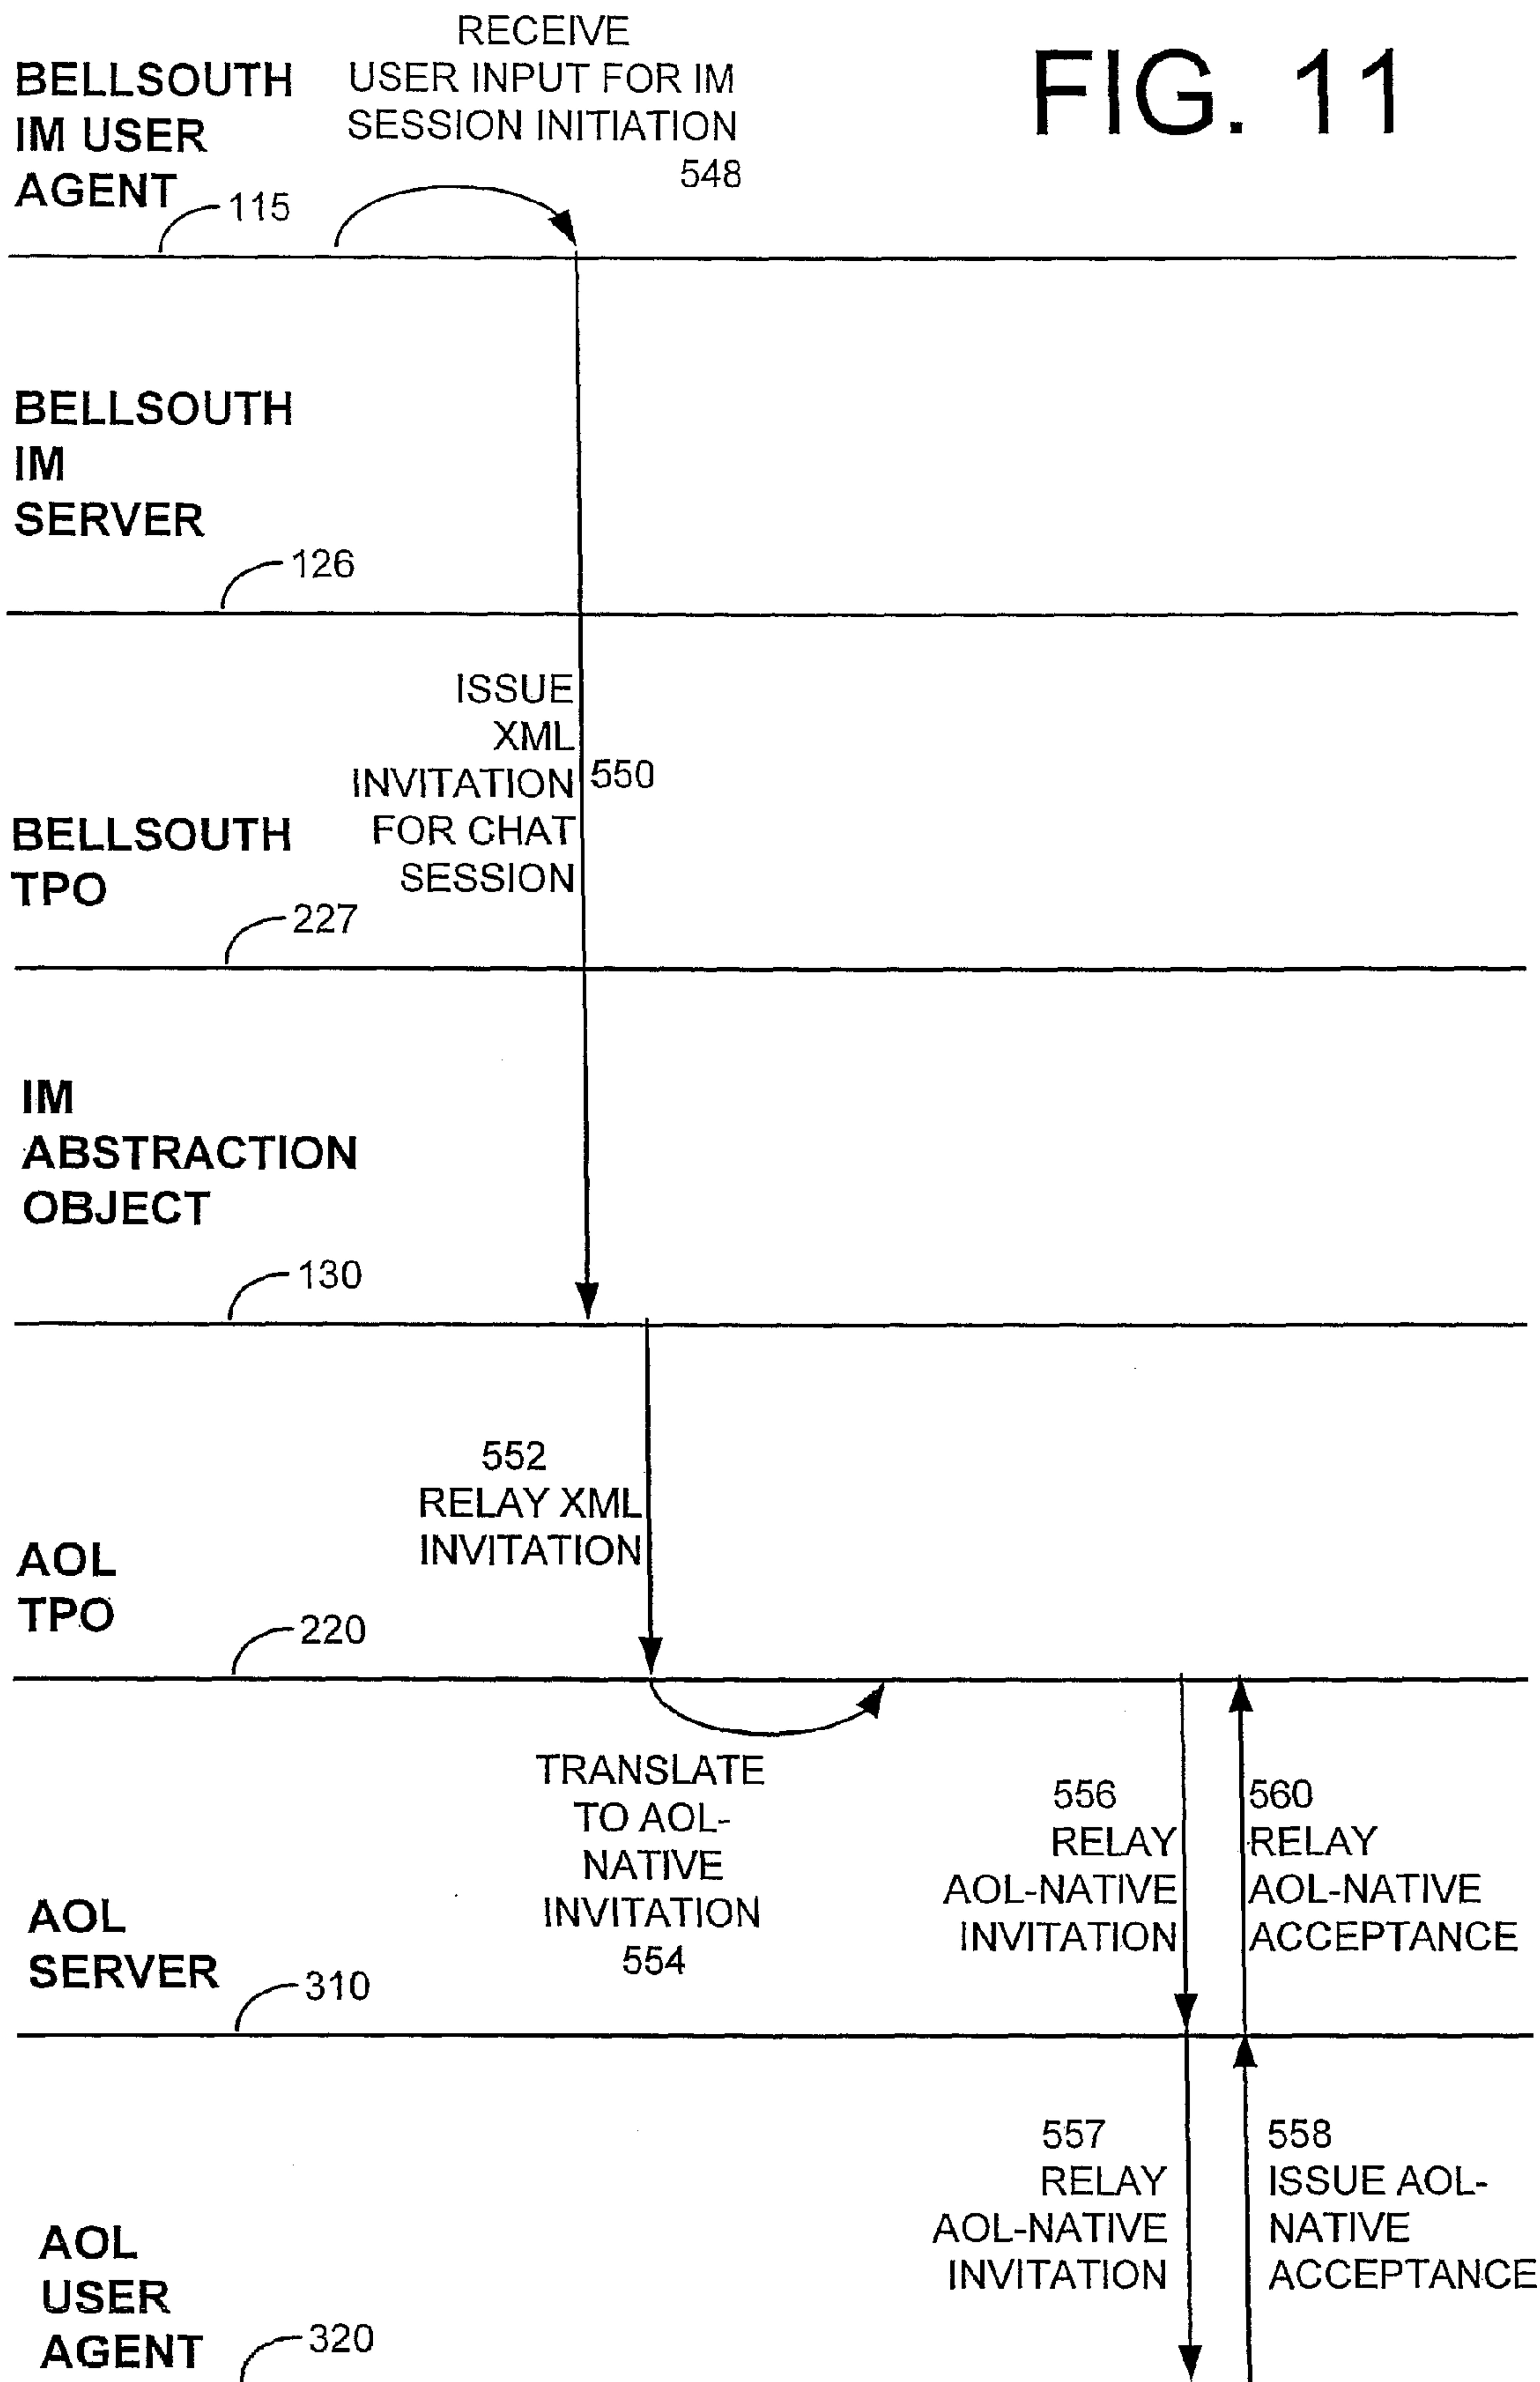 FIG. 11
BELLSOUTH
IM USER
AGENT
115
RECEIVE
USER INPUT FOR IM
SESSION INITIATION
548
BELLSOUTH
IM
SERVER
126
ISSUE
XML
INVITATION
FOR CHAT
SESSION
550
BELLSOUTH
TPO
227
IM
ABSTRACTION
OBJECT
130
552
RELAY XML
INVITATION
AOL
TPO
220
TRANSLATE
TO AOL-
NATIVE
INVITATION
554
556
RELAY
AOL-NATIVE
INVITATION
560
RELAY
AOL-NATIVE
ACCEPTANCE
AOL
SERVER
310
557
RELAY
AOL-NATIVE
INVITATION
558
ISSUE AOL-
NATIVE
ACCEPTANCE
AOL
USER
AGENT
320